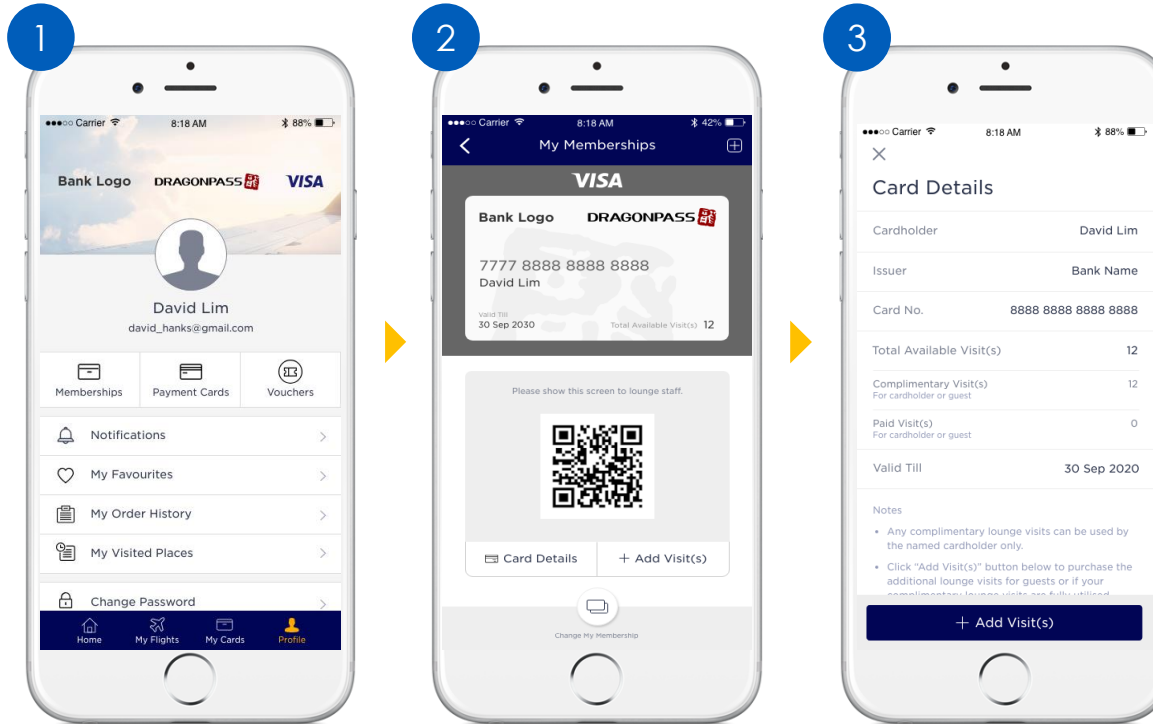 1
Carrier 8:18 AM 88%
Bank Logo DRAGONPASS VISA
David Lim
david_hanks@gmail.com
Memberships Payment Cards Vouchers
Notifications
My Favourites
My Order History
My Visited Places
Change Password
Home My Flights My Cards Profile
2
Carrier 8:18 AM 42%
My Memberships
VISA
Bank Logo DRAGONPASS
7777 8888 8888 8888
David Lim
Valid Till
30 Sep 2030 Total Available Visit(s) 12
Please show this screen to lounge staff.
Card Details + Add Visit(s)
Change My Membership
3
Carrier 8:18 AM 88%
Card Details
Cardholder David Lim
Issuer Bank Name
Card No. 8888 8888 8888 8888
Total Available Visit(s) 12
Complimentary Visit(s) 12
For cardholder or guest
Paid Visit(s) 0
For cardholder or guest
Valid Till 30 Sep 2020
Notes
• Any complimentary lounge visits can be used by
the named cardholder only.
• Click "Add Visit(s)" button below to purchase the
additional lounge visits for guests or if your
complimentary lounge visits are fully utilised
+ Add Visit(s)